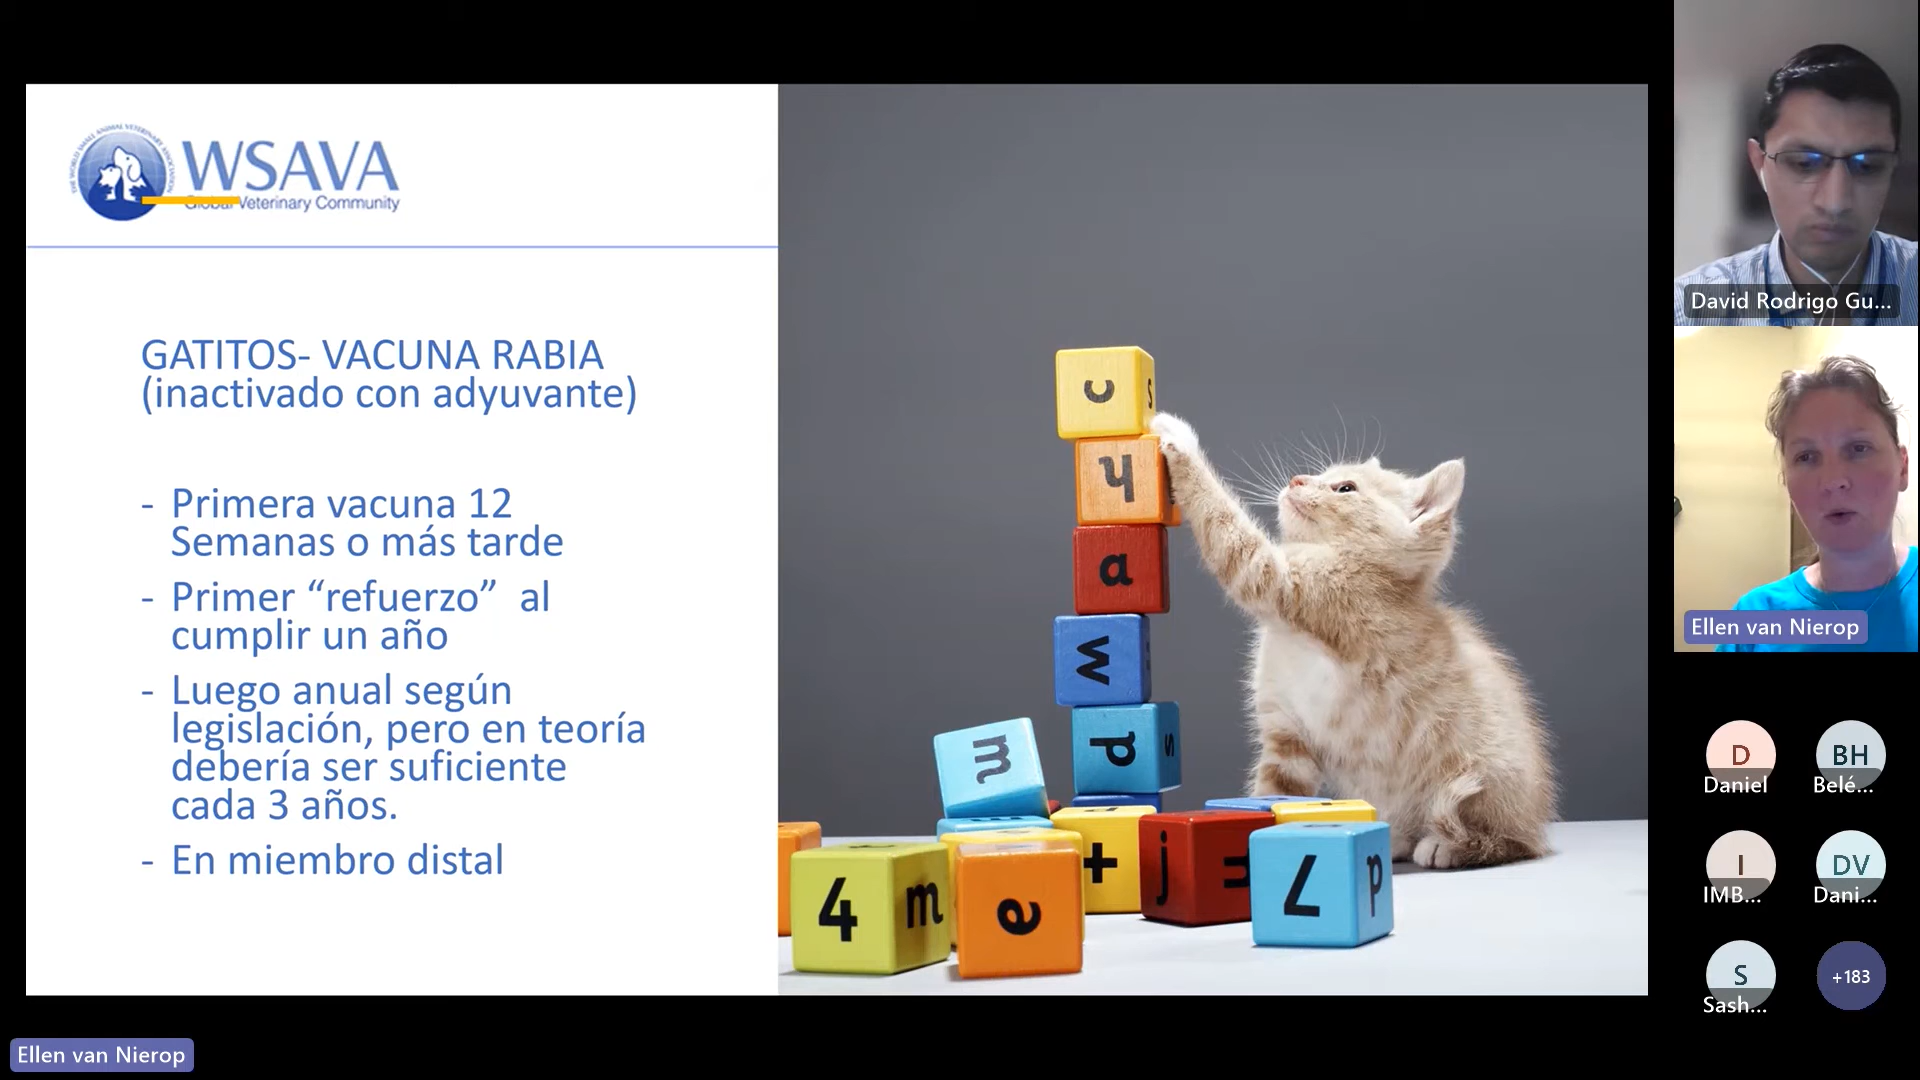 WSAVA
Global Veterinary Community
GATITOS- VACUNA RABIA
(inactivado con adyuvante)
- Primera vacuna 12
Semanas o más tarde
- Primer “refuerzo” al
cumplir un año
- Luego anual según
legislación, pero en teoría
debería ser suficiente
cada 3 años.
- En miembro distal
c
s
h
a
w
d
s
m
4
m
e
+
j
7
d
David Rodrigo Gu...
Ellen van Nierop
D
Daniel
BH
Belé...
I
IMB...
DV
Dani...
S
Sash...
+183
Ellen van Nierop